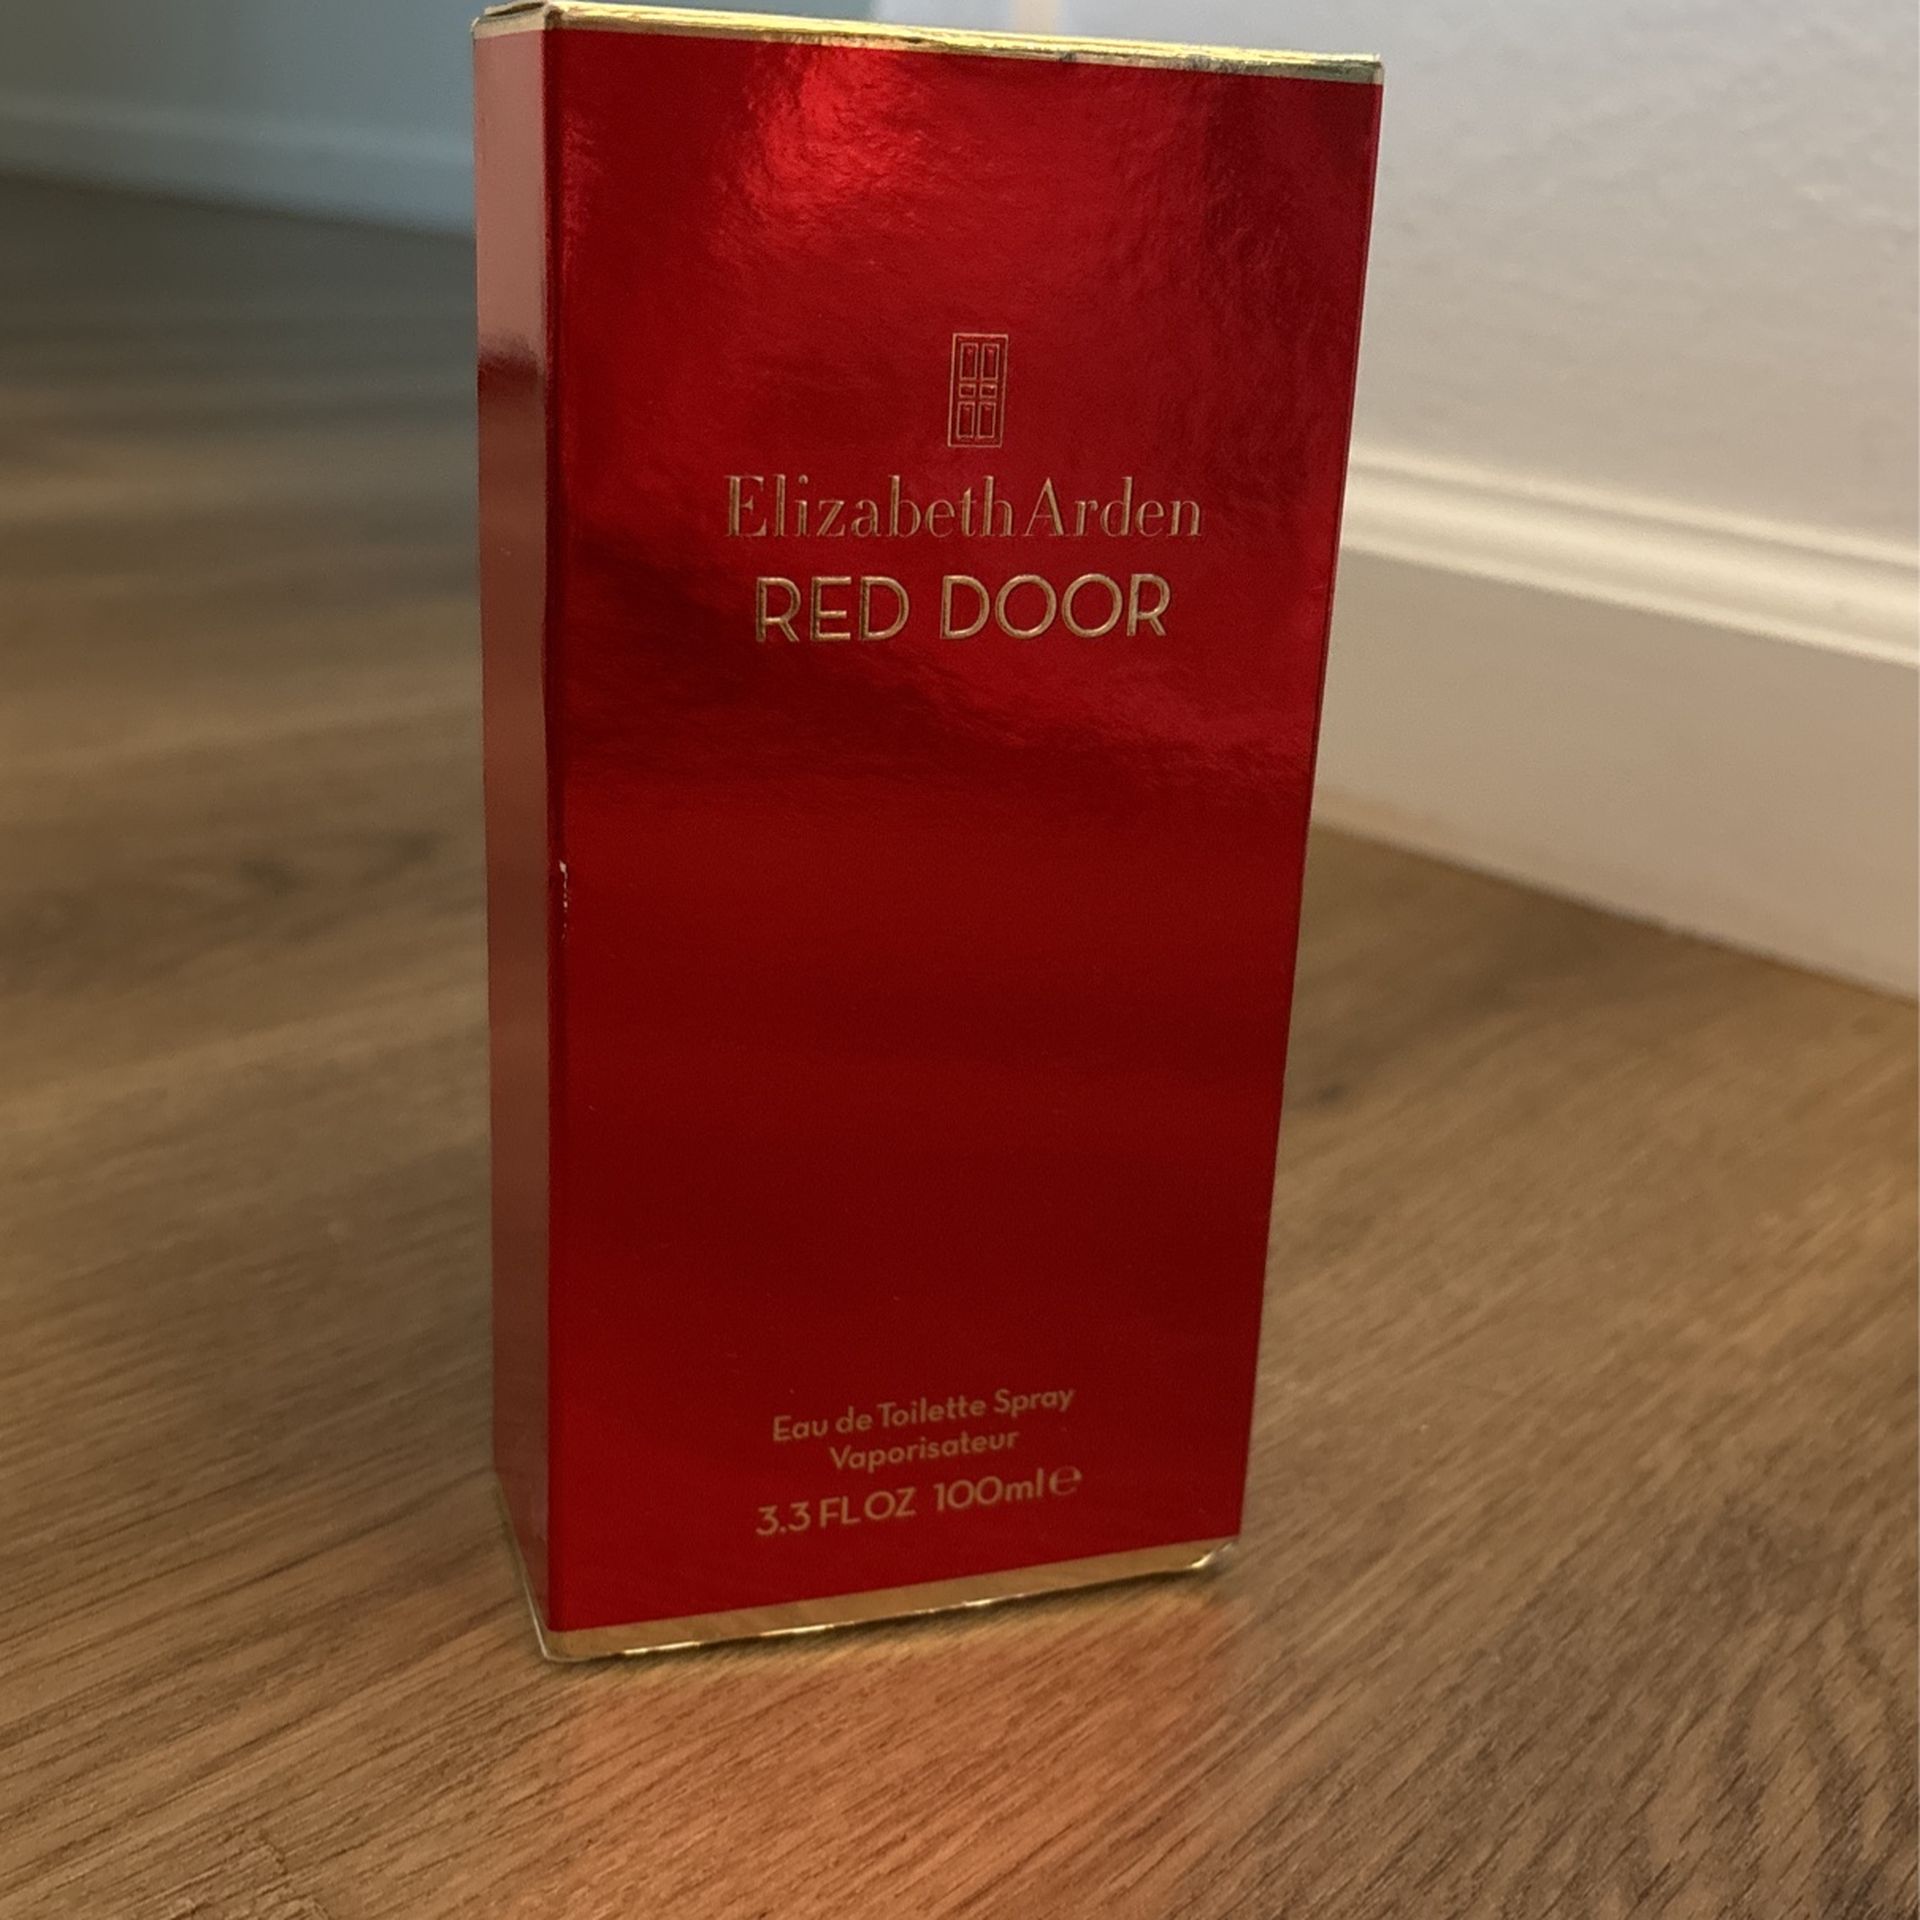 Elizabeth Arden
RED DOOR
Eau de Toilette Spray
Vaporisateur
3.3 FL OZ 100ml ℮